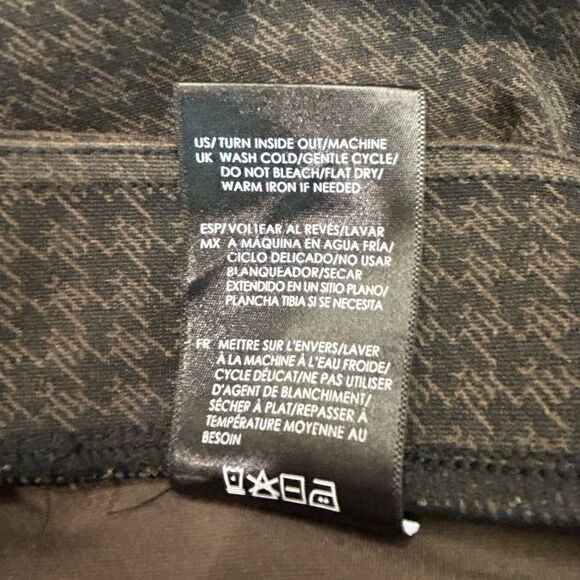 US/ TURN INSIDE OUT/MACHINE
UK WASH COLD/GENTLE CYCLE/
DO NOT BLEACH/FLAT DRY/
WARM IRON IF NEEDED
ESP/ VOLTEAR AL REVÉS/LAVAR
MX A MÁQUINA EN AGUA FRÍA/
CICLO DELICADO/NO USAR
BLANQUEADOR/SECAR
EXTENDIDO EN UN SITIO PLANO/
PLANCHA TIBIA SI SE NECESITA
FR METTRE SUR L'ENVERS/LAVER
À LA MACHINE À L'EAU FROIDE/
CYCLE DÉLICAT/NE PAS UTILISER
D'AGENT DE BLANCHIMENT/
SÉCHER À PLAT/REPASSER À
TEMPÉRATURE MOYENNE AU
BESOIN